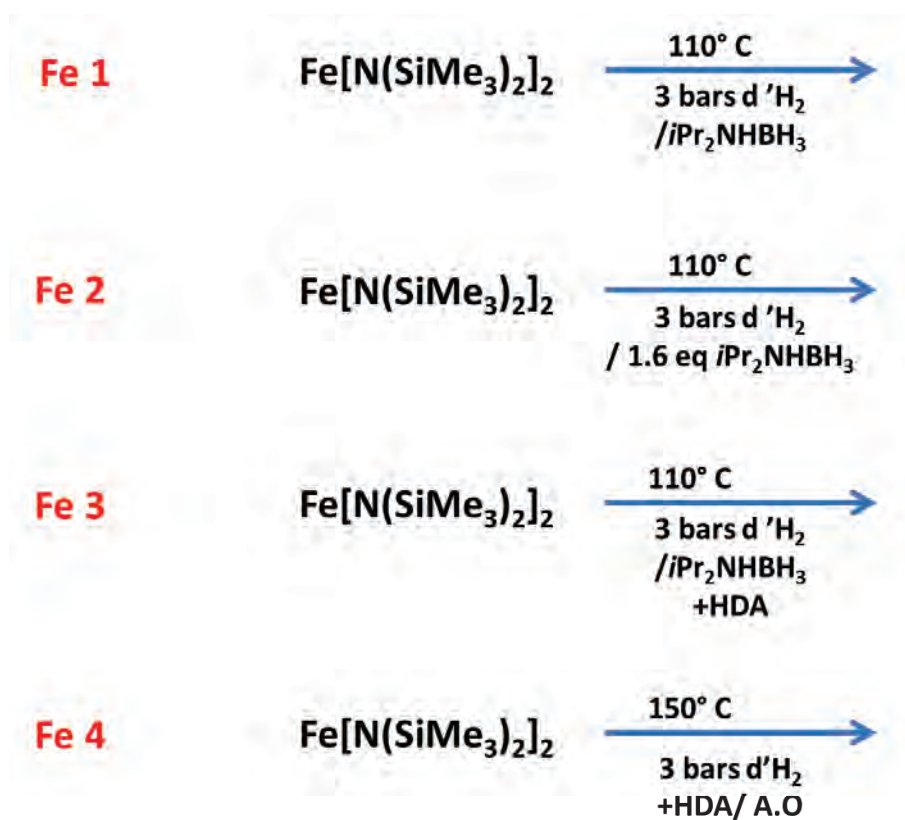 Fe 1
Fe[N(SiMe₃)₂]₂
110° C
3 bars d 'H₂
/iPr₂NHBH₃
Fe 2
Fe[N(SiMe₃)₂]₂
110° C
3 bars d 'H₂
/ 1.6 eq iPr₂NHBH₃
Fe 3
Fe[N(SiMe₃)₂]₂
110° C
3 bars d 'H₂
/iPr₂NHBH₃
+HDA
Fe 4
Fe[N(SiMe₃)₂]₂
150° C
3 bars d'H₂
+HDA/ A.O